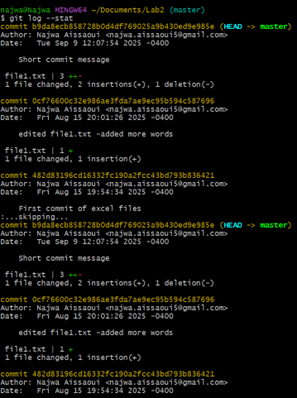 najwa@Najwa MINGW64 ~/Documents/Lab2 (master)
$ git log --stat
commit b9da8ecb858728b0d4df769025a9b430ed9e985e (HEAD -> master)
Author: Najwa Aissaoui <najwa.aissaoui5@gmail.com>
Date: Tue Sep 9 12:07:54 2025 -0400
Short commit message
file1.txt | 3 ++-
1 file changed, 2 insertions(+), 1 deletion(-)
commit 0cf76600c32e986ae3fda7ae9ec95b594c587696
Author: Najwa Aissaoui <najwa.aissaoui5@gmail.com>
Date: Fri Aug 15 20:01:26 2025 -0400
edited file1.txt -added more words
file1.txt | 1 +
1 file changed, 1 insertion(+)
commit 482d83196cd16332fc190a2fcc43bd793b836421
Author: Najwa Aissaoui <najwa.aissaoui5@gmail.com>
Date: Fri Aug 15 19:54:34 2025 -0400
First commit of excel files
:...skipping...
commit b9da8ecb858728b0d4df769025a9b430ed9e985e (HEAD -> master)
Author: Najwa Aissaoui <najwa.aissaoui5@gmail.com>
Date: Tue Sep 9 12:07:54 2025 -0400
Short commit message
file1.txt | 3 ++-
1 file changed, 2 insertions(+), 1 deletion(-)
commit 0cf76600c32e986ae3fda7ae9ec95b594c587696
Author: Najwa Aissaoui <najwa.aissaoui5@gmail.com>
Date: Fri Aug 15 20:01:26 2025 -0400
edited file1.txt -added more words
file1.txt | 1 +
1 file changed, 1 insertion(+)
commit 482d83196cd16332fc190a2fcc43bd793b836421
Author: Najwa Aissaoui <najwa.aissaoui5@gmail.com>
Date: Fri Aug 15 19:54:34 2025 -0400